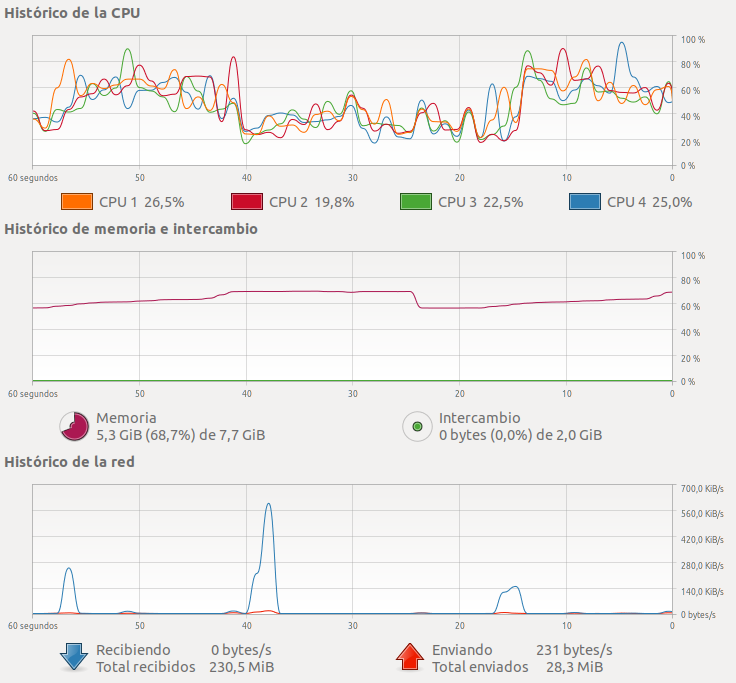 Histórico de la CPU
100 %
80 %
60 %
40 %
20 %
0 %
60 segundos 50 40 30 20 10 0
CPU 1 26,5% CPU 2 19,8% CPU 3 22,5% CPU 4 25,0%
Histórico de memoria e intercambio
100 %
80 %
60 %
40 %
20 %
0 %
60 segundos 50 40 30 20 10 0
Memoria Intercambio
5,3 GiB (68,7%) de 7,7 GiB 0 bytes (0,0%) de 2,0 GiB
Histórico de la red
700,0 KiB/s
560,0 KiB/s
420,0 KiB/s
280,0 KiB/s
140,0 KiB/s
0 bytes/s
60 segundos 50 40 30 20 10 0
Recibiendo 0 bytes/s Enviando 231 bytes/s
Total recibidos 230,5 MiB Total enviados 28,3 MiB